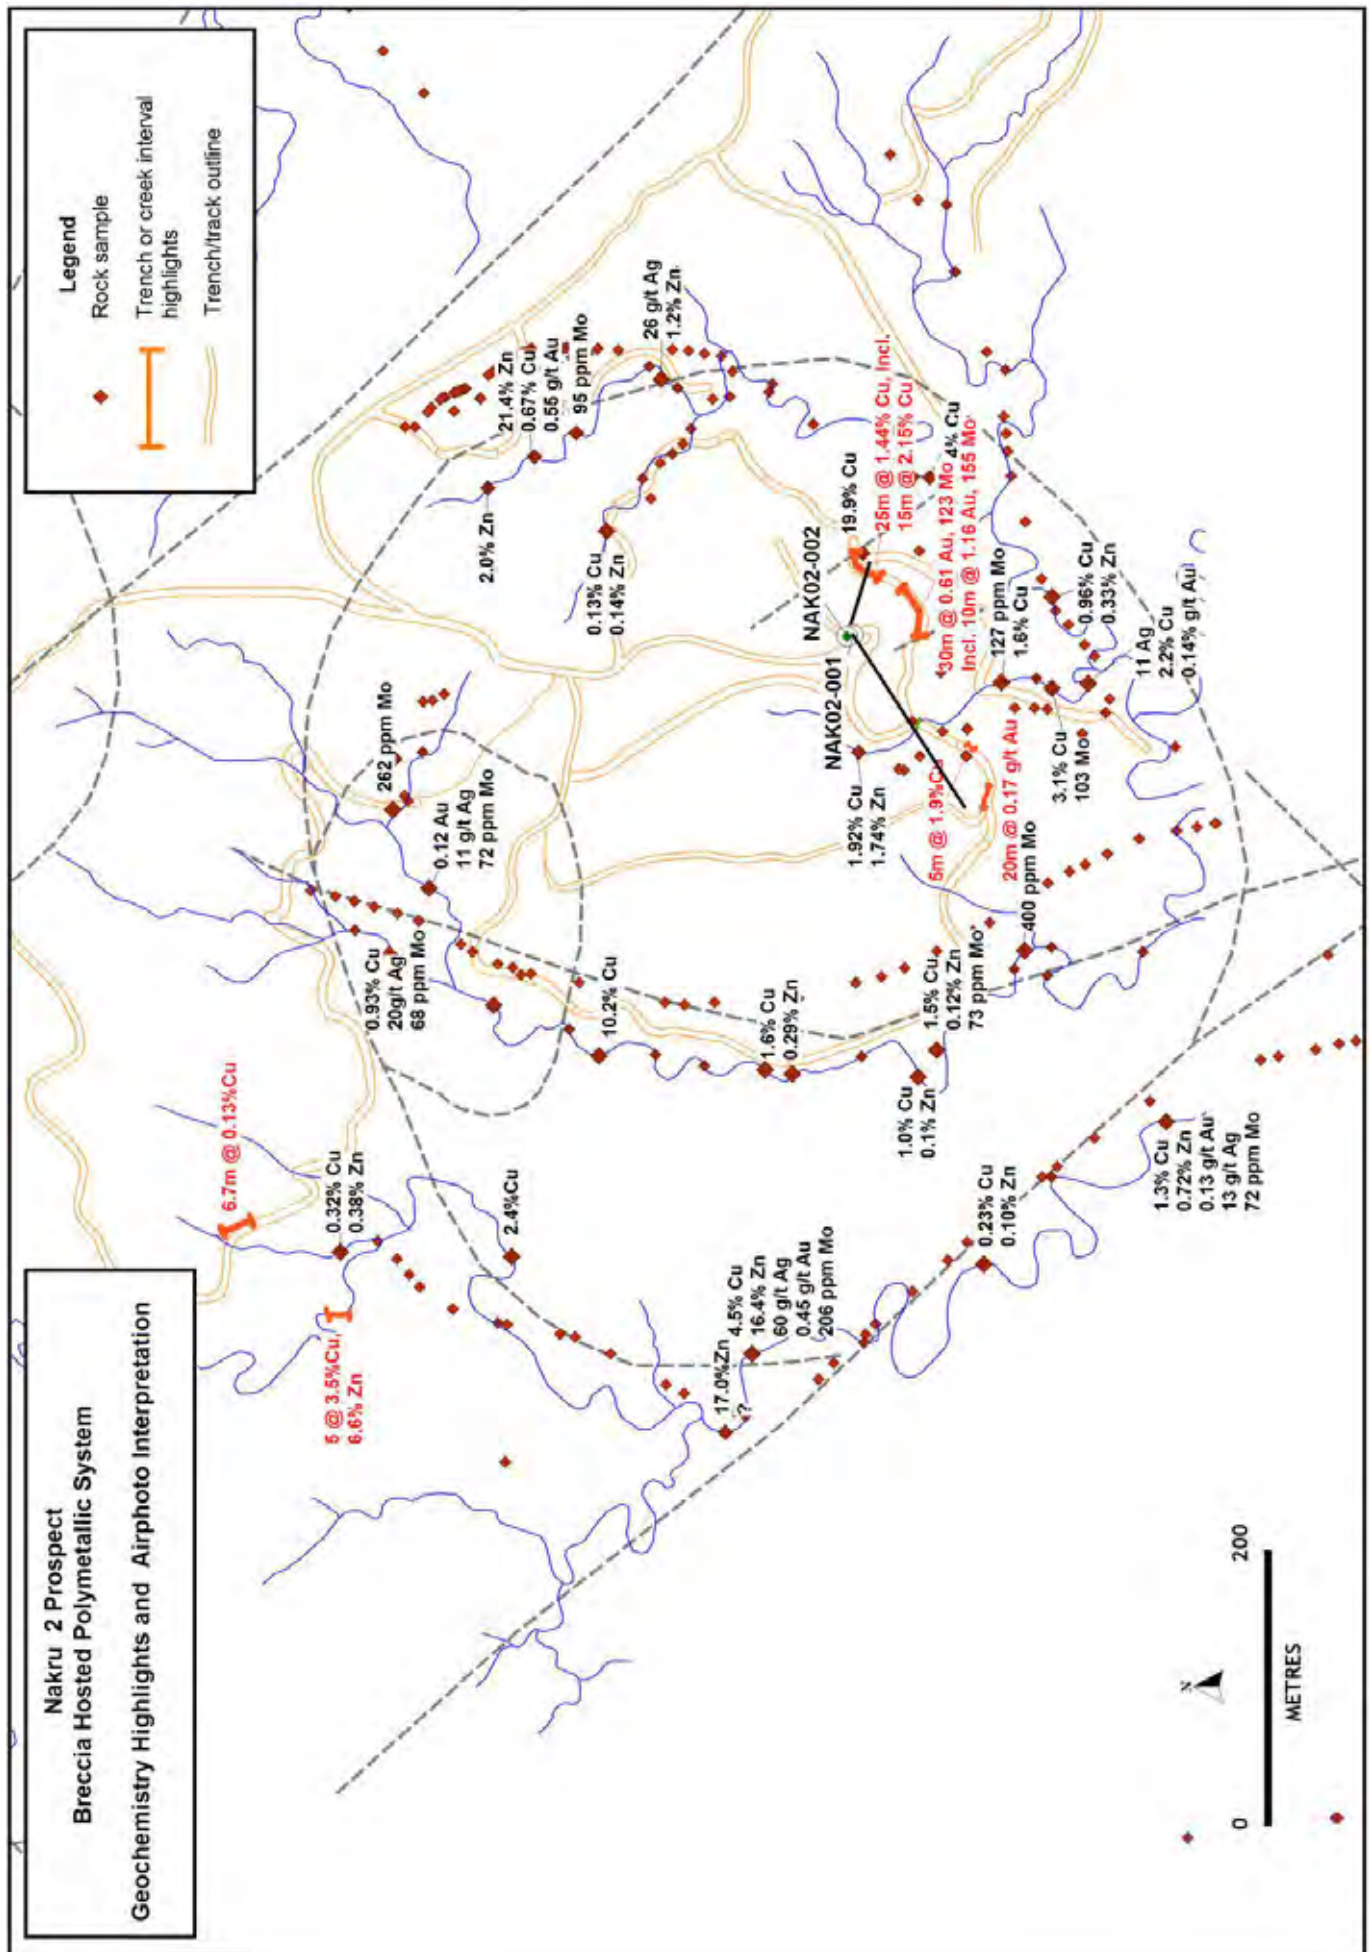 Nakru 2 Prospect
Breccia Hosted Polymetallic System
Geochemistry Highlights and Airphoto Interpretation
Legend
Rock sample
Trench or creek interval
highlights
Trench/track outline
6.7m @ 0.13%Cu
0.32% Cu
0.38% Zn
5 @ 3.5%Cu,
6.6% Zn
2.4%Cu
17.0%Zn
?
4.5% Cu
16.4% Zn
60 g/t Ag
0.45 g/t Au
206 ppm Mo
0.93% Cu
20g/t Ag
68 ppm Mo
262 ppm Mo
0.12 Au
11 g/t Ag
72 ppm Mo
10.2% Cu
1.6% Cu
0.29% Zn
1.0% Cu
0.1% Zn
1.5% Cu
0.12% Zn
73 ppm Mo
0.23% Cu
0.10% Zn
1.3% Cu
0.72% Zn
0.13 g/t Au
13 g/t Ag
72 ppm Mo
2.0% Zn
21.4% Zn
0.67% Cu
0.55 g/t Au
95 ppm Mo
0.13% Cu
0.14% Zn
26 g/t Ag
1.2% Zn
NAK02-001
NAK02-002
19.9% Cu
25m @ 1.44% Cu, Incl.
15m @ 2.15% Cu
4% Cu
30m @ 0.61 Au, 123 Mo
Incl. 10m @ 1.16 Au, 155 Mo
1.92% Cu
1.74% Zn
5m @ 1.9%Cu
20m @ 0.17 g/t Au
400 ppm Mo
127 ppm Mo
1.6% Cu
3.1% Cu
103 Mo
0.96% Cu
0.33% Zn
11 Ag
2.2% Cu
0.14% g/t Au
N
0
200
METRES